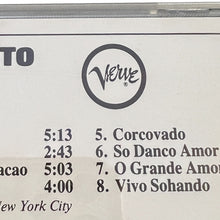 TO
Verve
5:13 5. Corcovado
2:43 6. So Danco Amor
acao 5:03 7. O Grande Amor
4:00 8. Vivo Sohando
New York City